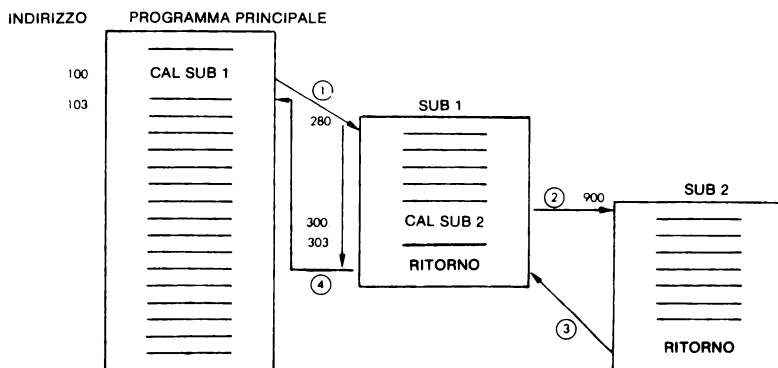 INDIRIZZO PROGRAMMA PRINCIPALE
100 CAL SUB 1
103
1
280
SUB 1
300
303
CAL SUB 2
RITORNO
4
2
900
SUB 2
3
RITORNO